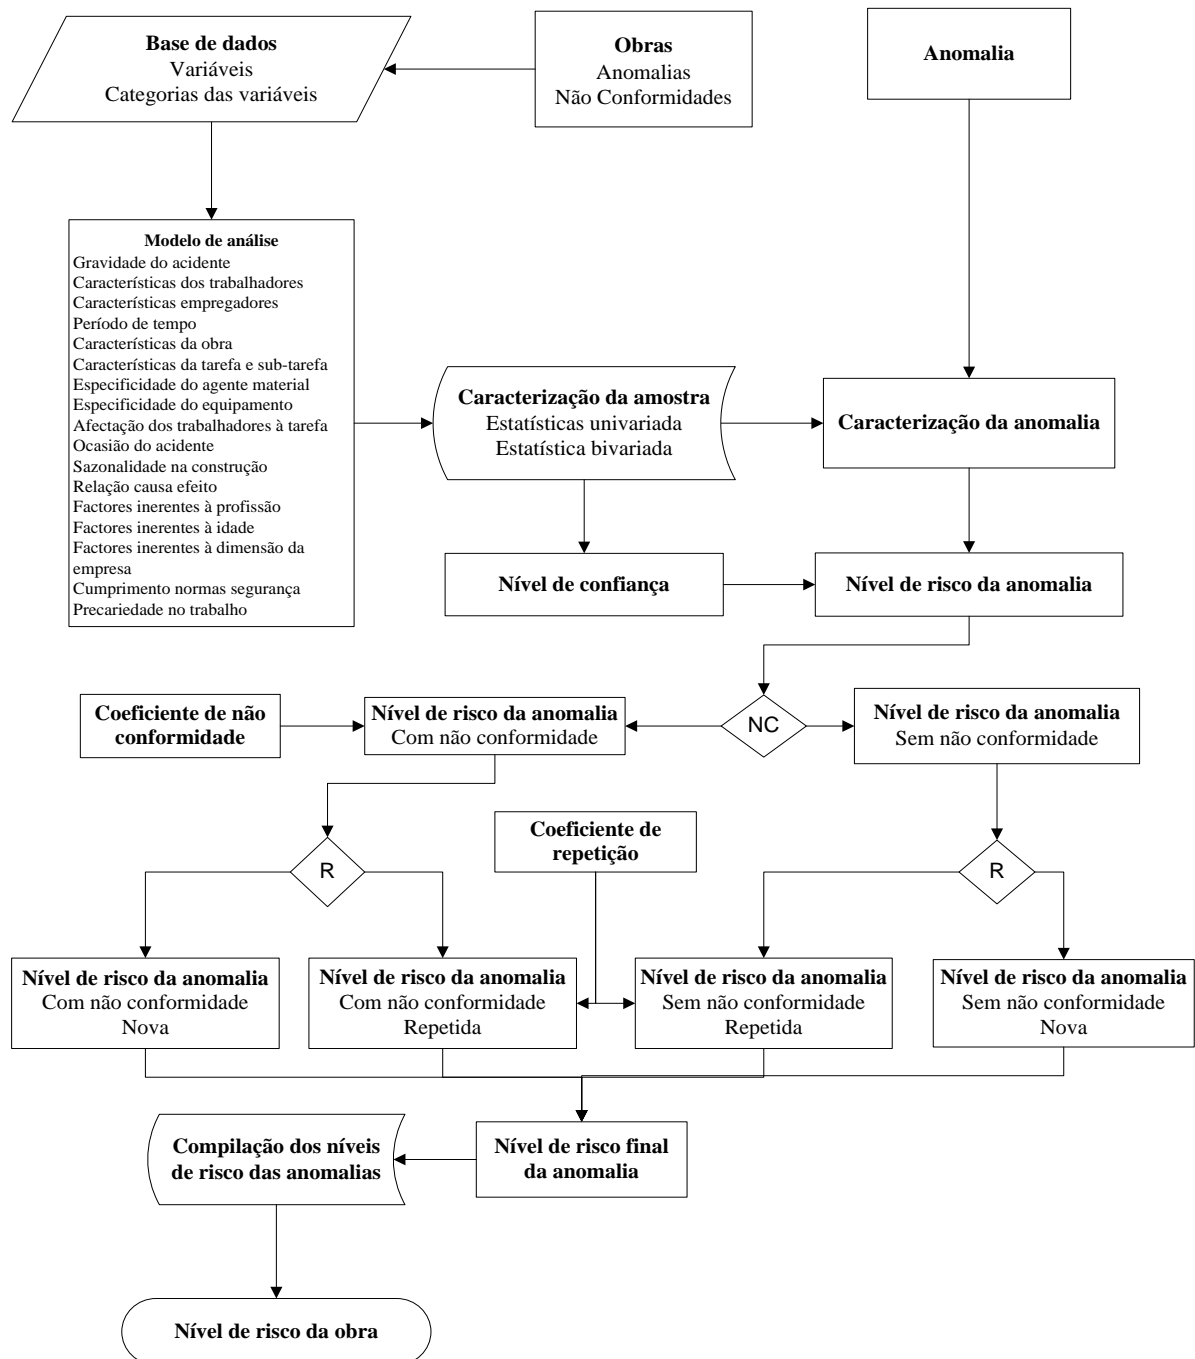 Base de dados
Variáveis
Categorias das variáveis
Obras
Anomalias
Não Conformidades
Anomalia
Modelo de análise
Gravidade do acidente
Características dos trabalhadores
Características empregadores
Período de tempo
Características da obra
Características da tarefa e sub-tarefa
Especificidade do agente material
Especificidade do equipamento
Afectação dos trabalhadores à tarefa
Ocasião do acidente
Sazonalidade na construção
Relação causa efeito
Factores inerentes à profissão
Factores inerentes à idade
Factores inerentes à dimensão da
empresa
Cumprimento normas segurança
Precariedade no trabalho
Caracterização da amostra
Estatísticas univariada
Estatística bivariada
Caracterização da anomalia
Nível de confiança
Nível de risco da anomalia
Coeficiente de não
conformidade
Nível de risco da anomalia
Com não conformidade
NC
Nível de risco da anomalia
Sem não conformidade
Coeficiente de
repetição
R
R
Nível de risco da anomalia
Com não conformidade
Nova
Nível de risco da anomalia
Com não conformidade
Repetida
Nível de risco da anomalia
Sem não conformidade
Repetida
Nível de risco da anomalia
Sem não conformidade
Nova
Compilação dos níveis
de risco das anomalias
Nível de risco final
da anomalia
Nível de risco da obra